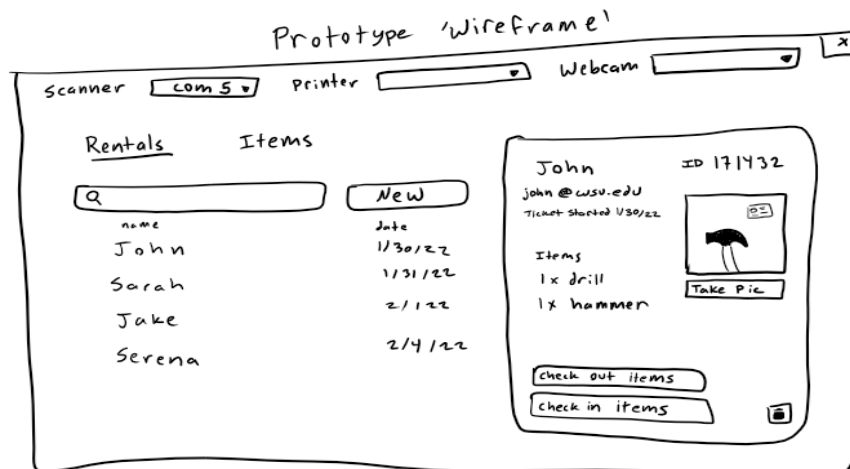 Prototype 'Wireframe'
x
Scanner com 5 Printer Webcam
Rentals Items
New
name date
John 1/30/22
Sarah 1/31/22
Jake 2/1/22
Serena 2/4/22
John ID 171432
john@wsu.edu
Ticket Started 1/30/22
Items
1x drill
1x hammer
Take Pic
check out items
check in items